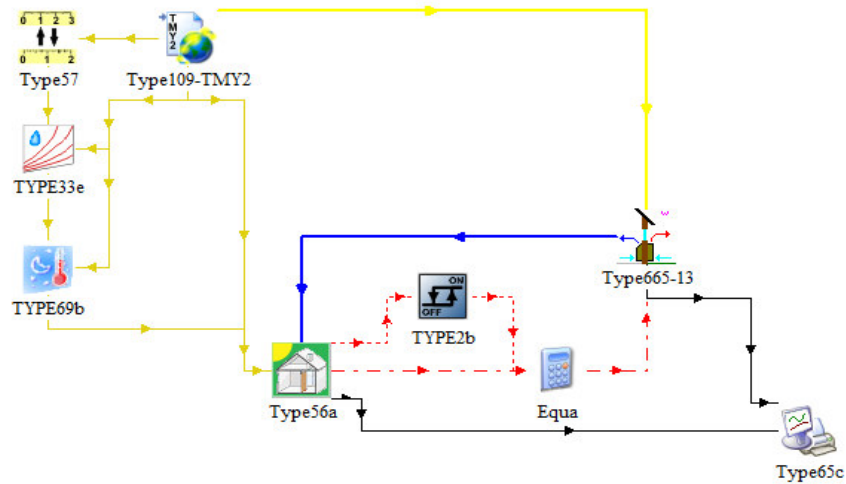 0 1 2 3
0 1 2
Type57
TMY2
Type109-TMY2
TYPE33e
TYPE69b
ω
Type665-13
ON
OFF
TYPE2b
Type56a
Equa
Type65c